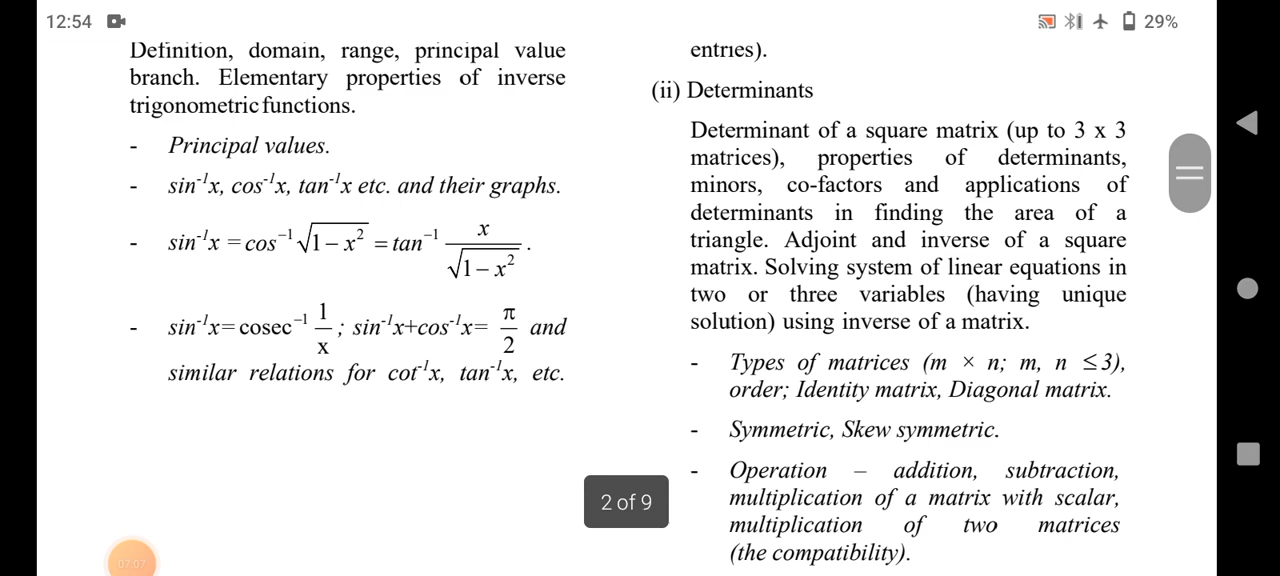 12:54
29%
Definition, domain, range, principal value
branch. Elementary properties of inverse
trigonometric functions.
- Principal values.
- sin⁻¹x, cos⁻¹x, tan⁻¹x etc. and their graphs.
- sin⁻¹x = cos⁻¹ √(1 − x²) = tan⁻¹ x/√(1 − x²) .
- sin⁻¹x= cosec⁻¹ 1/x ; sin⁻¹x+cos⁻¹x= π/2 and
similar relations for cot⁻¹x, tan⁻¹x, etc.
entries).
(ii) Determinants
Determinant of a square matrix (up to 3 x 3
matrices), properties of determinants,
minors, co-factors and applications of
determinants in finding the area of a
triangle. Adjoint and inverse of a square
matrix. Solving system of linear equations in
two or three variables (having unique
solution) using inverse of a matrix.
- Types of matrices (m × n; m, n ≤3),
order; Identity matrix, Diagonal matrix.
- Symmetric, Skew symmetric.
- Operation – addition, subtraction,
multiplication of a matrix with scalar,
multiplication of two matrices
(the compatibility).
2 of 9
07:07